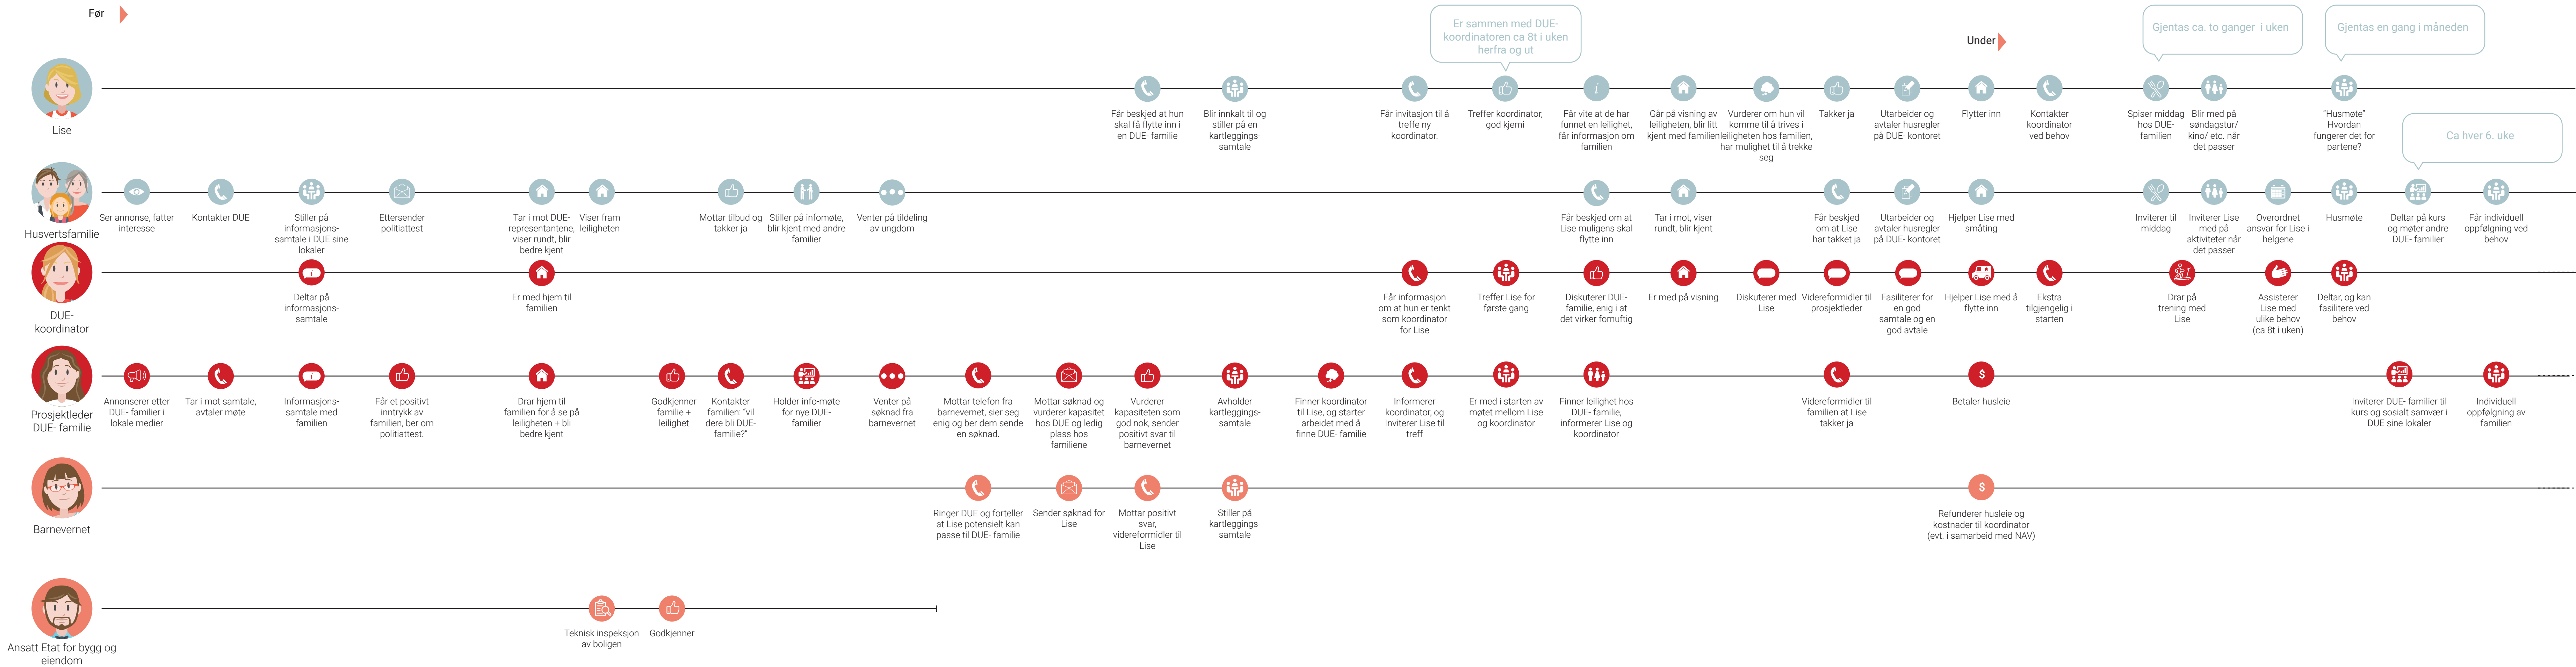 Før
Er sammen med DUE-
koordinatoren ca 8t i uken
herfra og ut
Under
Gjentas ca. to ganger i uken
Gjentas en gang i måneden
Lise
Får beskjed at hun
skal få flytte inn i
en DUE- familie
Blir innkalt til og
stiller på en
kartleggings-
samtale
Får invitasjon til å
treffe ny
koordinator.
Treffer koordinator,
god kjemi
Får vite at de har
funnet en leilighet,
får informasjon om
familien
Går på visning av
leiligheten, blir litt
kjent med familien
Vurderer om hun vil
komme til å trives i
leiligheten hos familien,
har mulighet til å trekke
seg
Takker ja
Utarbeider og
avtaler husregler
på DUE- kontoret
Flytter inn
Kontakter
koordinator
ved behov
Spiser middag
hos DUE-
familien
Blir med på
søndagstur/
kino/ etc. når
det passer
"Husmøte"
Hvordan
fungerer det for
partene?
Ca hver 6. uke
Husvertsfamilie
Ser annonse, fatter
interesse
Kontakter DUE
Stiller på
informasjons-
samtale i DUE sine
lokaler
Ettersender
politiattest
Tar i mot DUE-
representantene,
viser rundt, blir
bedre kjent
Viser fram
leiligheten
Mottar tilbud og
takker ja
Stiller på infomøte,
blir kjent med andre
familier
Venter på tildeling
av ungdom
Får beskjed om at
Lise muligens skal
flytte inn
Tar i mot, viser
rundt, blir kjent
Får beskjed
om at Lise
har takket ja
Utarbeider og
avtaler husregler
på DUE- kontoret
Hjelper Lise med
småting
Inviterer til
middag
Inviterer Lise
med på
aktiviteter når
det passer
Overordnet
ansvar for Lise i
helgene
Husmøte
Deltar på kurs
og møter andre
DUE- familier
Får individuell
oppfølgning ved
behov
DUE-
koordinator
Deltar på
informasjons-
samtale
Er med hjem til
familien
Får informasjon
om at hun er tenkt
som koordinator
for Lise
Treffer Lise for
første gang
Diskuterer DUE-
familie, enig i at
det virker fornuftig
Er med på visning
Diskuterer med
Lise
Videreformidler til
prosjektleder
Fasiliterer for
en god
samtale og en
god avtale
Hjelper Lise med å
flytte inn
Ekstra
tilgjengelig i
starten
Drar på
trening med
Lise
Assisterer
Lise med
ulike behov
(ca 8t i uken)
Deltar, og kan
fasilitere ved
behov
Prosjektleder
DUE- familie
Annonserer etter
DUE- familier i
lokale medier
Tar i mot samtale,
avtaler møte
Informasjons-
samtale med
familien
Får et positivt
inntrykk av
familien, ber om
politiattest.
Drar hjem til
familien for å se på
leiligheten + bli
bedre kjent
Godkjenner
familie +
leilighet
Kontakter
familien: "vil
dere bli DUE-
familie?"
Holder info-møte
for nye DUE-
familier
Venter på
søknad fra
barnevernet
Mottar telefon fra
barnevernet, sier seg
enig og ber dem sende
en søknad.
Mottar søknad og
vurderer kapasitet
hos DUE og ledig
plass hos
familiene
Vurderer
kapasiteten som
god nok, sender
positivt svar til
barnevernet
Avholder
kartleggings-
samtale
Finner koordinator
til Lise, og starter
arbeidet med å
finne DUE- familie
Informerer
koordinator, og
Inviterer Lise til
treff
Er med i starten av
møtet mellom Lise
og koordinator
Finner leilighet hos
DUE- familie,
informerer Lise og
koordinator
Videreformidler til
familien at Lise
takker ja
Betaler husleie
Inviterer DUE- familier til
kurs og sosialt samvær i
DUE sine lokaler
Individuell
oppfølgning av
familien
Barnevernet
Ringer DUE og forteller
at Lise potensielt kan
passe til DUE- familie
Sender søknad for
Lise
Mottar positivt
svar,
videreformidler til
Lise
Stiller på
kartleggings-
samtale
Refunderer husleie og
kostnader til koordinator
(evt. i samarbeid med NAV)
Ansatt Etat for bygg og
eiendom
Teknisk inspeksjon
av boligen
Godkjenner